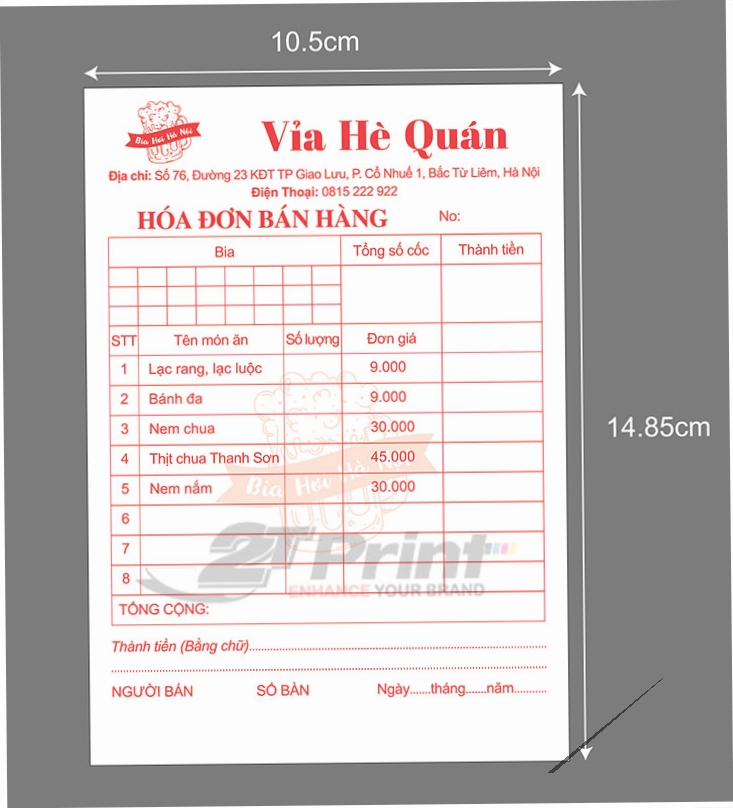 10.5cm
Bia Hơi Hà Nội
Vỉa Hè Quán
Địa chỉ: Số 76, Đường 23 KĐT TP Giao Lưu, P. Cổ Nhuế 1, Bắc Từ Liêm, Hà Nội
Điện Thoại: 0815 222 922
HÓA ĐƠN BÁN HÀNG No:
Bia Tổng số cốc Thành tiền
STT Tên món ăn Số lượng Đơn giá
1 Lạc rang, lạc luộc 9.000
2 Bánh đa 9.000
3 Nem chua 30.000
14.85cm
4 Thịt chua Thanh Sơn 45.000
Bia Hơi Hà Nội
5 Nem nắm 30.000
6
7
2T Print
8
ENHANCE YOUR BRAND
TỔNG CỘNG:
Thành tiền (Bằng chữ)
NGƯỜI BÁN SỐ BÀN Ngày......tháng......năm..........